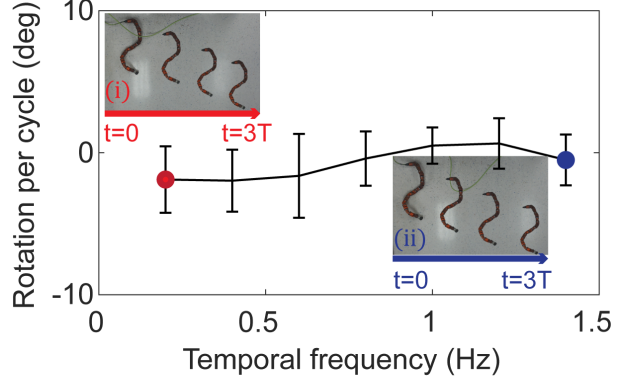 10
0
-10
Rotation per cycle (deg)
(i)
t=0 t=3T
(ii)
t=0 t=3T
0 0.5 1 1.5
Temporal frequency (Hz)